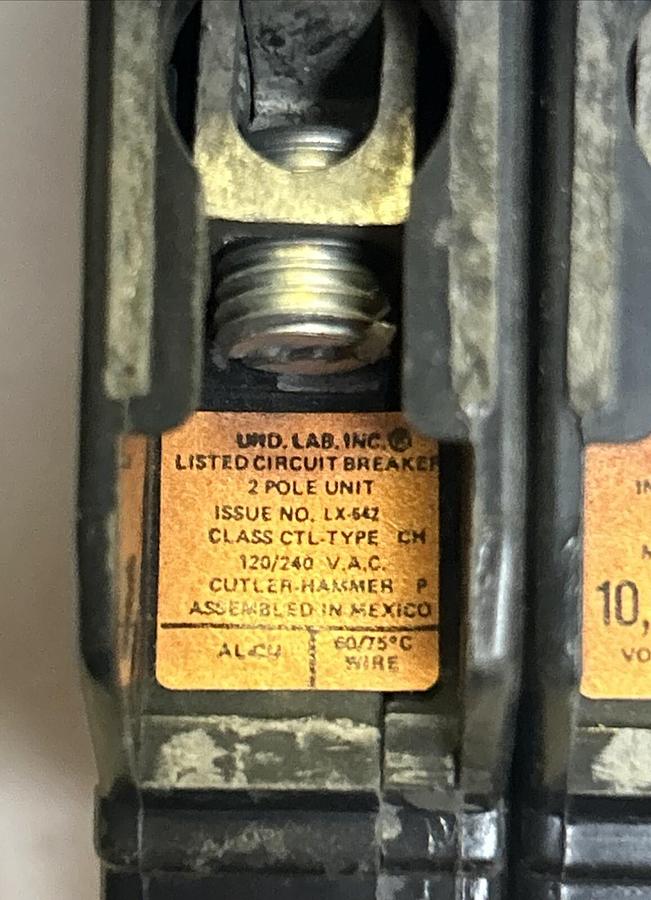 UND. LAB. INC.
LISTED CIRCUIT BREAKER
2 POLE UNIT
ISSUE NO. LX-642
CLASS CTL-TYPE CH
120/240 V.A.C.
CUTLER-HAMMER P
ASSEMBLED IN MEXICO
AL-CU
60/75°C
WIRE
10,
VO